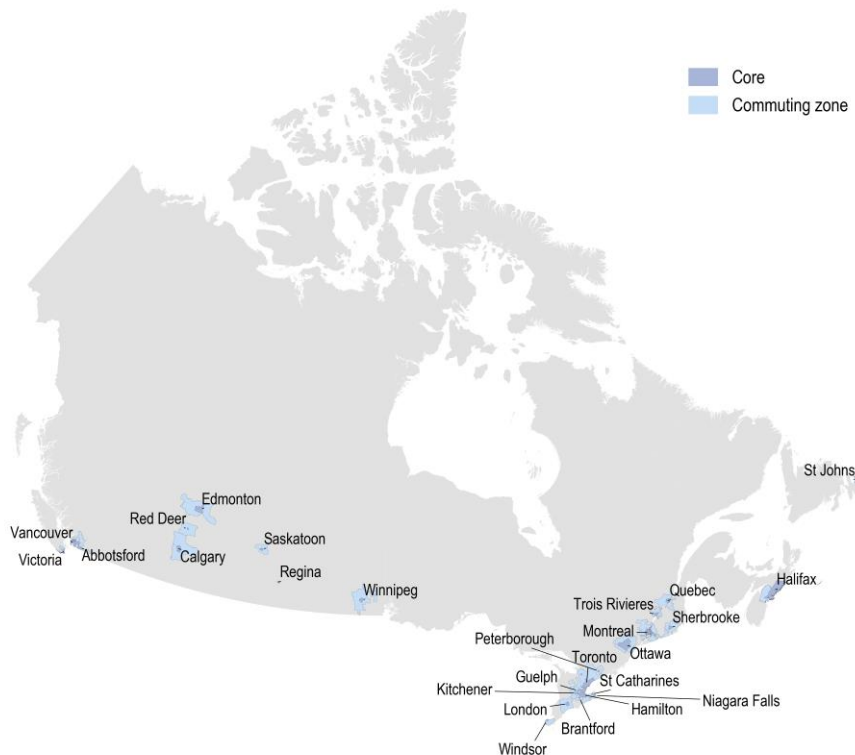 Core
Commuting zone
St Johns
Edmonton
Red Deer
Vancouver
Saskatoon
Victoria
Abbotsford
Calgary
Regina
Halifax
Winnipeg
Quebec
Trois Rivieres
Sherbrooke
Montreal
Peterborough
Ottawa
Toronto
Guelph
St Catharines
Kitchener
Niagara Falls
London
Hamilton
Brantford
Windsor